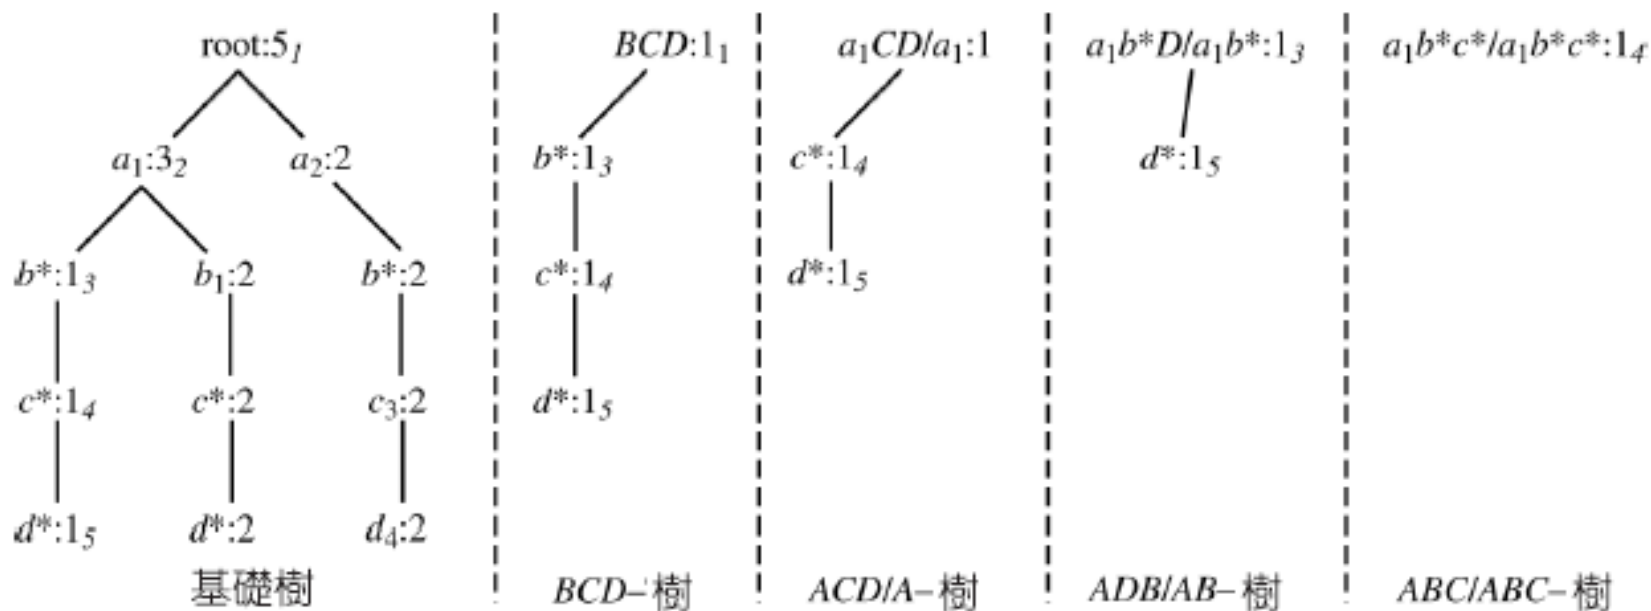 root:5₁ BCD:1₁ a₁CD/a₁:1 a₁b*D/a₁b*:1₃ a₁b*c*/a₁b*c*:1₄
a₁:3₂ a₂:2 b*:1₃ c*:1₄ d*:1₅
b*:1₃ b₁:2 b*:2 c*:1₄ d*:1₅
c*:1₄ c*:2 c₃:2 d*:1₅
d*:1₅ d*:2 d₄:2
基礎樹 BCD-樹 ACD/A-樹 ADB/AB-樹 ABC/ABC-樹